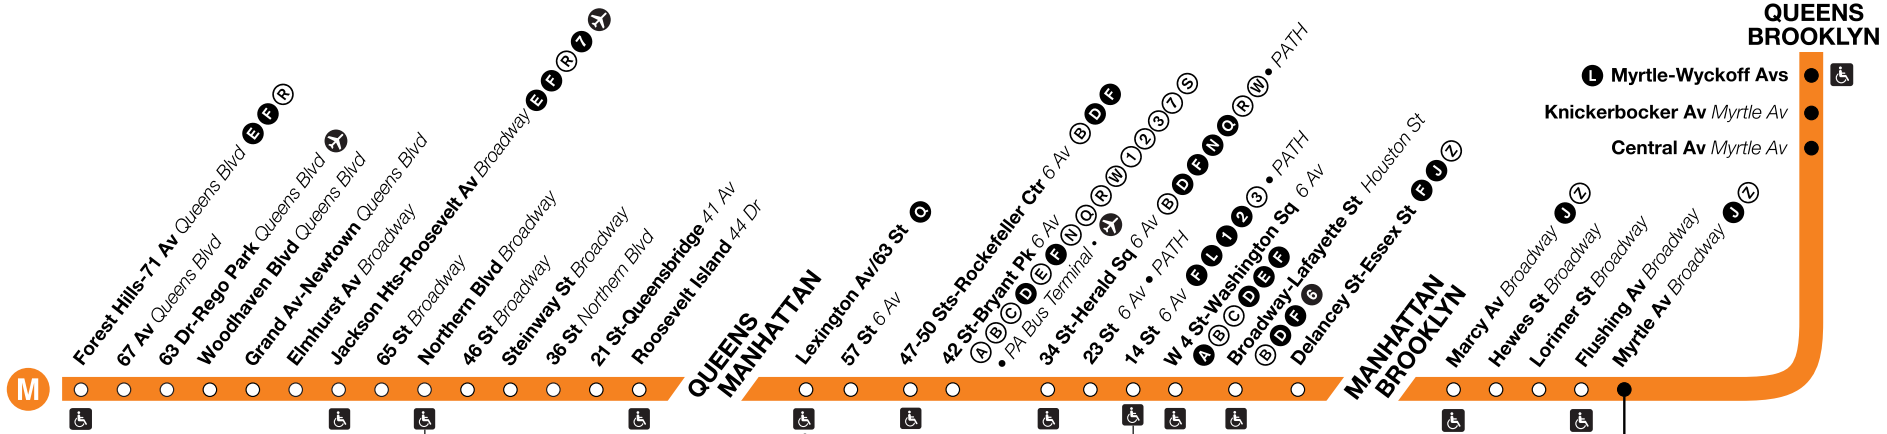 M
Forest Hills-71 Av Queens Blvd E F R
67 Av Queens Blvd
63 Dr-Rego Park Queens Blvd
Woodhaven Blvd Queens Blvd
Grand Av-Newtown Queens Blvd
Elmhurst Av Broadway
Jackson Hts-Roosevelt Av Broadway E F R 7
65 St Broadway
Northern Blvd Broadway
46 St Broadway
Steinway St Broadway
36 St Northern Blvd
21 St-Queensbridge 41 Av
Roosevelt Island 44 Dr
QUEENS
MANHATTAN
Lexington Av/63 St Q
57 St 6 Av
47-50 Sts-Rockefeller Ctr 6 Av B D F
42 St-Bryant Pk 6 Av
A B C D E F N Q R W 1 2 3 7 S
• PA Bus Terminal •
34 St-Herald Sq 6 Av B D F N Q R W • PATH
23 St 6 Av • PATH
14 St 6 Av F L 1 2 3 • PATH
W 4 St-Washington Sq 6 Av
A B C D E F
Broadway-Lafayette St Houston St
B D F 6
Delancey St-Essex St F J Z
MANHATTAN
BROOKLYN
Marcy Av Broadway J Z
Hewes St Broadway
Lorimer St Broadway
Flushing Av Broadway
Myrtle Av Broadway J Z
QUEENS
BROOKLYN
L Myrtle-Wyckoff Avs
Knickerbocker Av Myrtle Av
Central Av Myrtle Av